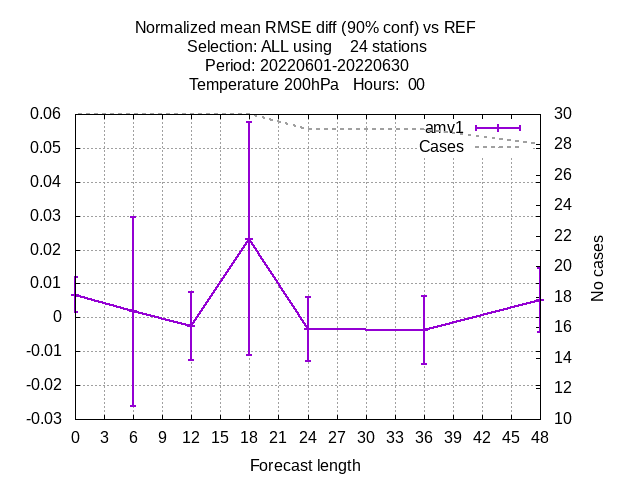 Normalized mean RMSE diff (90% conf) vs REF
Selection: ALL using    24 stations
Period: 20220601-20220630
Temperature 200hPa   Hours:  00
amv1
Cases
0.06
0.05
0.04
0.03
0.02
0.01
0
-0.01
-0.02
-0.03
30
28
26
24
22
20
18
16
14
12
10
No cases
0 3 6 9 12 15 18 21 24 27 30 33 36 39 42 45 48
Forecast length